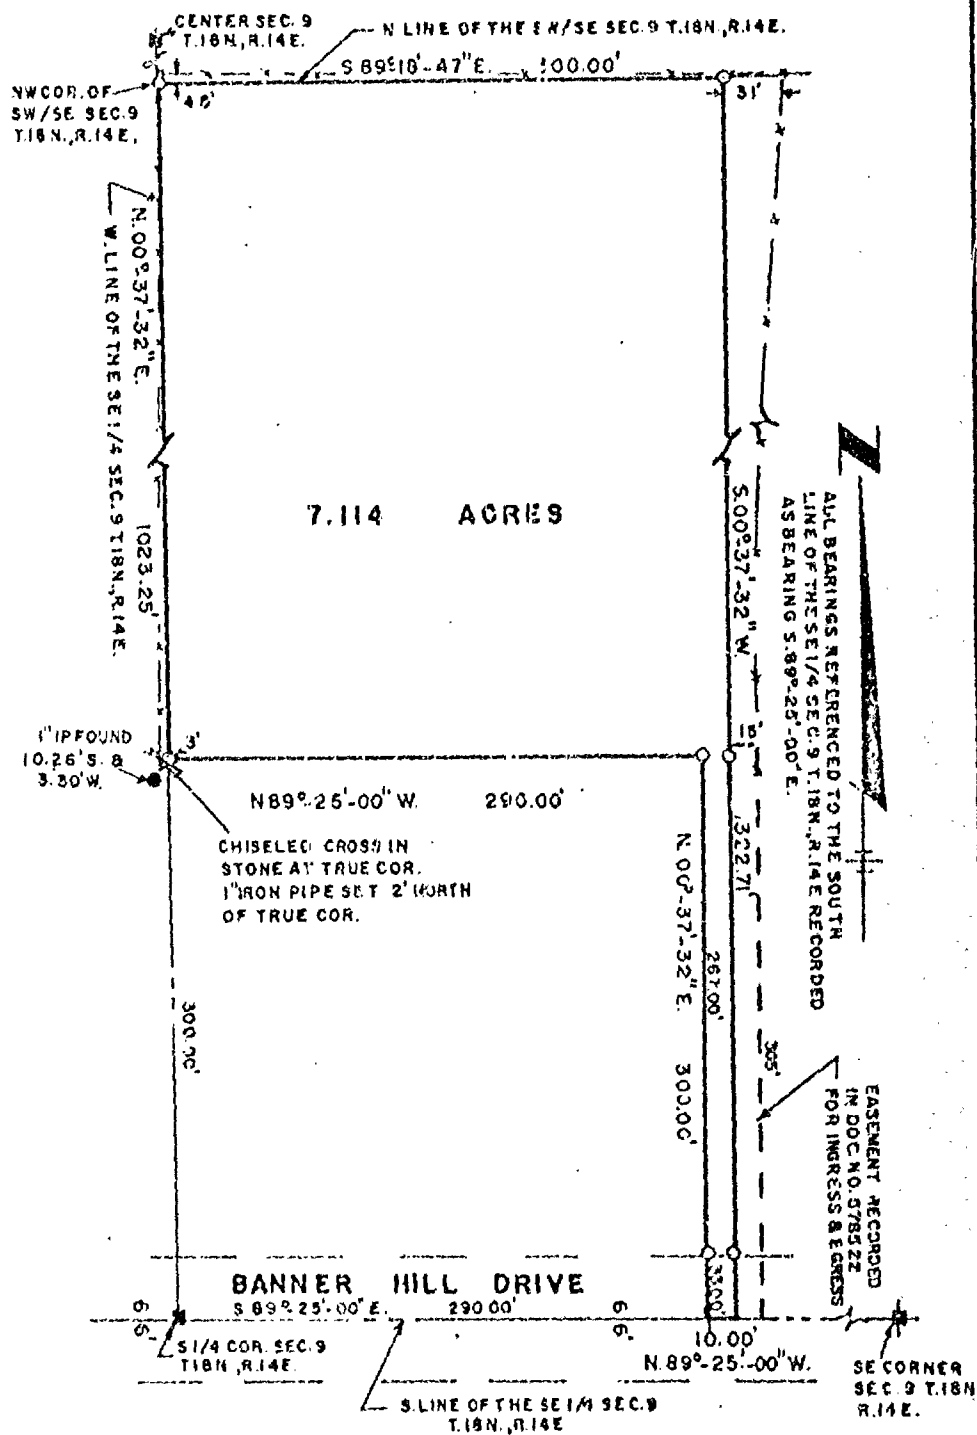 CENTER SEC. 9
T.18N., R.14E.
N LINE OF THE SW/SE SEC. 9 T.18N., R.14E.
S 89°-18'-47" E. 300.00'
NW COR. OF
SW/SE SEC. 9
T.18N., R.14E.
31'
N.00°-37'-32" E.
1023.25'
W. LINE OF THE SE 1/4 SEC. 9 T18N., R.14E.
7.114 ACRES
S.00°-37'-32" W.
1322.71'
ALL BEARINGS REFERENCED TO THE SOUTH
LINE OF THE SE 1/4 SEC. 9 T.18N., R.14E RECORDED
AS BEARING S.89°-25'-00" E.
1" IP FOUND
10.26' S. &
3.30' W.
3'
N89°-25'-00" W. 290.00'
CHISELED CROSS IN
STONE AT TRUE COR.
1" IRON PIPE SET 2' NORTH
OF TRUE COR.
N.00°-37'-32" E. 300.00'
267.00'
300.00'
305'
EASEMENT RECORDED
IN DOC NO. 578522
FOR INGRESS & EGRESS
33.00'
BANNER HILL DRIVE
S 89°-25'-00" E. 290.00'
66'
66'
10.00'
N.89°-25'-00" W.
S 1/4 COR. SEC. 9
T18N., R.14E.
SE CORNER
SEC. 9 T.18N
R.14E.
S. LINE OF THE SE 1/4 SEC. 9
T.18N., R.14E